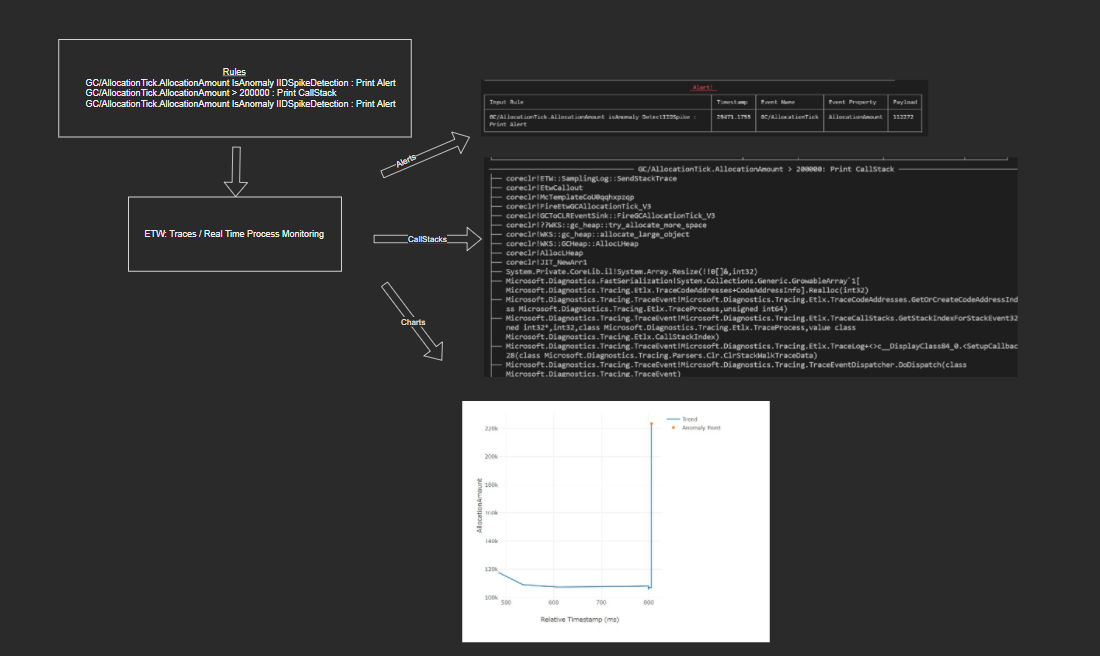 Rules
GC/AllocationTick.AllocationAmount IsAnomaly IIDSpikeDetection : Print Alert
GC/AllocationTick.AllocationAmount > 200000 : Print CallStack
GC/AllocationTick.AllocationAmount IsAnomaly IIDSpikeDetection : Print Alert
ETW: Traces / Real Time Process Monitoring
Alerts
CallStacks
Charts
Alert:
Input Rule Timestamp Event Name Event Property Payload
GC/AllocationTick.AllocationAmount isAnomaly DetectIIDSpike : GC/AllocationTick AllocationAmount 112272
Print Alert
GC/AllocationTick.AllocationAmount > 200000: Print CallStack
coreclr!ETW::SamplingLog::SendStackTrace
coreclr!EtwCallout
coreclr!McTemplateCoU0qqhxpzqp
coreclr!FireEtwGCAllocationTick_V3
coreclr!GCToCLREventSink::FireGCAllocationTick_V3
coreclr!??WKS::gc_heap::try_allocate_more_space
coreclr!WKS::gc_heap::allocate_large_object
coreclr!WKS::GCHeap::AllocLHeap
coreclr!AllocLHeap
coreclr!JIT_NewArr1
System.Private.CoreLib.il!System.Array.Resize(!!0[]&,int32)
Microsoft.Diagnostics.FastSerialization!System.Collections.Generic.GrowableArray`1[
Microsoft.Diagnostics.Tracing.Etlx.TraceCodeAddresses+CodeAddressInfo].Realloc(int32)
Microsoft.Diagnostics.Tracing.TraceEvent!Microsoft.Diagnostics.Tracing.Etlx.TraceCodeAddresses.GetOrCreateCodeAddressInd
ss Microsoft.Diagnostics.Tracing.Etlx.TraceProcess,unsigned int64)
Microsoft.Diagnostics.Tracing.TraceEvent!Microsoft.Diagnostics.Tracing.Etlx.TraceCallStacks.GetStackIndexForStackEvent32
ned int32*,int32,class Microsoft.Diagnostics.Tracing.Etlx.TraceProcess,value class
Microsoft.Diagnostics.Tracing.Etlx.CallStackIndex)
Microsoft.Diagnostics.Tracing.TraceEvent!Microsoft.Diagnostics.Tracing.Etlx.TraceLog+<>c__DisplayClass84_0.<SetupCallbac
28(class Microsoft.Diagnostics.Tracing.Parsers.Clr.ClrStackWalkTraceData)
Microsoft.Diagnostics.Tracing.TraceEvent!Microsoft.Diagnostics.Tracing.TraceEventDispatcher.DoDispatch(class
Microsoft.Diagnostics.Tracing.TraceEvent)
Trend
Anomaly Point
220k
200k
180k
160k
140k
120k
100k
AllocationAmount
500 600 700 800
Relative Timestamp (ms)